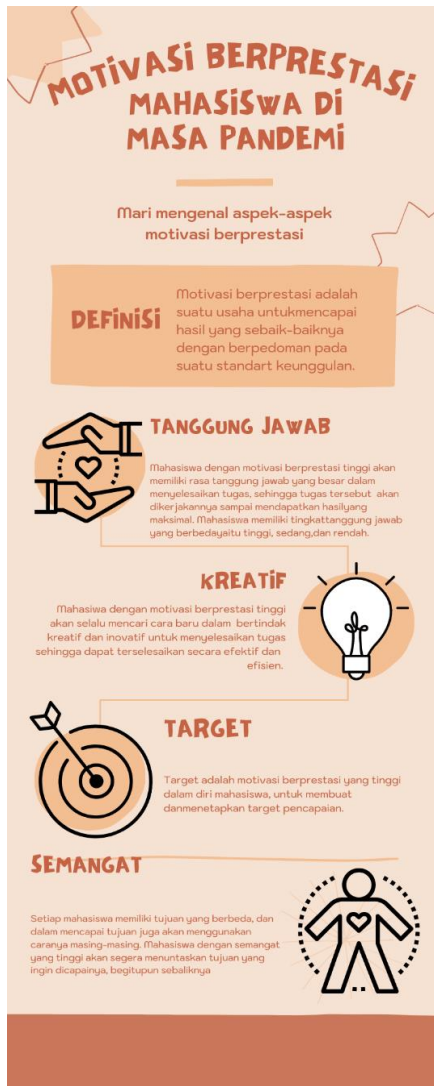 MOTIVASI BERPRESTASI
MAHASISWA DI
MASA PANDEMI
Mari mengenal aspek-aspek
motivasi berprestasi
DEFINISI
Motivasi berprestasi adalah
suatu usaha untukmencapai
hasil yang sebaik-baiknya
dengan berpedoman pada
suatu standart keunggulan.
TANGGUNG JAWAB
Mahasiswa dengan motivasi berprestasi tinggi akan
memiliki rasa tanggung jawab yang besar dalam
menyelesaikan tugas, sehingga tugas tersebut akan
dikerjakannya sampai mendapatkan hasilyang
maksimal. Mahasiswa memiliki tingkattanggung jawab
yang berbedayaitu tinggi, sedang,dan rendah.
KREATIF
Mahasiwa dengan motivasi berprestasi tinggi
akan selalu mencari cara baru dalam bertindak
kreatif dan inovatif untuk menyelesaikan tugas
sehingga dapat terselesaikan secara efektif dan
efisien.
TARGET
Target adalah motivasi berprestasi yang tinggi
dalam diri mahasiswa, untuk membuat
danmenetapkan target pencapaian.
SEMANGAT
Setiap mahasiswa memiliki tujuan yang berbeda, dan
dalam mencapai tujuan juga akan menggunakan
caranya masing-masing. Mahasiswa dengan semangat
yang tinggi akan segera menuntaskan tujuan yang
ingin dicapainya, begitupun sebaliknya